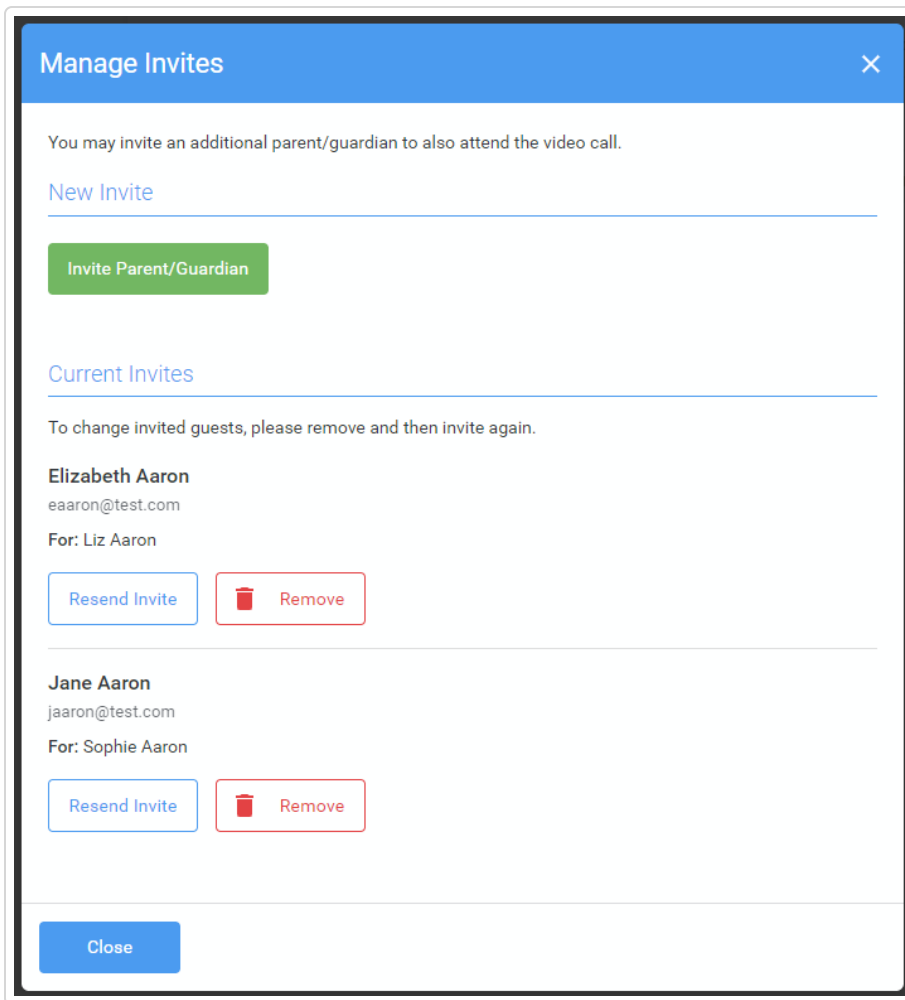 Manage Invites
You may invite an additional parent/guardian to also attend the video call.
New Invite
Invite Parent/Guardian
Current Invites
To change invited guests, please remove and then invite again.
Elizabeth Aaron
eaaron@test.com
For: Liz Aaron
Resend Invite Remove
Jane Aaron
jaaron@test.com
For: Sophie Aaron
Resend Invite Remove
Close